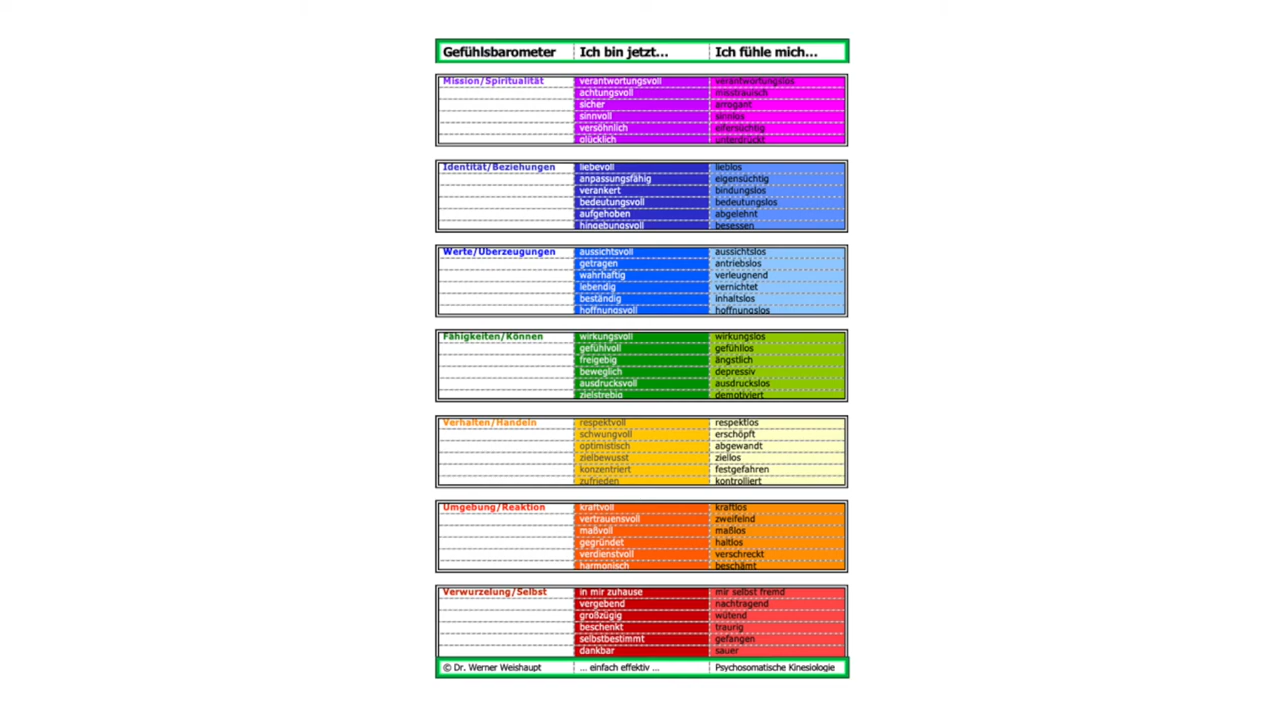 Gefühlsbarometer Ich bin jetzt... Ich fühle mich...
Mission/Spiritualität verantwortungsvoll verantwortungslos
achtungsvoll misstrauisch
sicher arrogant
sinnvoll sinnlos
versöhnlich eifersüchtig
glücklich unterdrückt
Identität/Beziehungen liebevoll lieblos
anpassungsfähig eigensüchtig
verankert bindungslos
bedeutungsvoll bedeutungslos
aufgehoben abgelehnt
hingebungsvoll besessen
Werte/Überzeugungen aussichtsvoll aussichtslos
getragen antriebslos
wahrhaftig verleugnend
lebendig vernichtet
beständig inhaltslos
hoffnungsvoll hoffnungslos
Fähigkeiten/Können wirkungsvoll wirkungslos
gefühlvoll gefühllos
freigebig ängstlich
beweglich depressiv
ausdrucksvoll ausdruckslos
zielstrebig demotiviert
Verhalten/Handeln respektvoll respektlos
schwungvoll erschöpft
optimistisch abgewandt
zielbewusst ziellos
konzentriert festgefahren
zufrieden kontrolliert
Umgebung/Reaktion kraftvoll kraftlos
vertrauensvoll zweifelnd
maßvoll maßlos
gegründet haltlos
verdienstvoll verschreckt
harmonisch beschämt
Verwurzelung/Selbst in mir zuhause mir selbst fremd
vergebend nachtragend
großzügig wütend
beschenkt traurig
selbstbestimmt gefangen
dankbar sauer
© Dr. Werner Weishaupt ... einfach effektiv ... Psychosomatische Kinesiologie